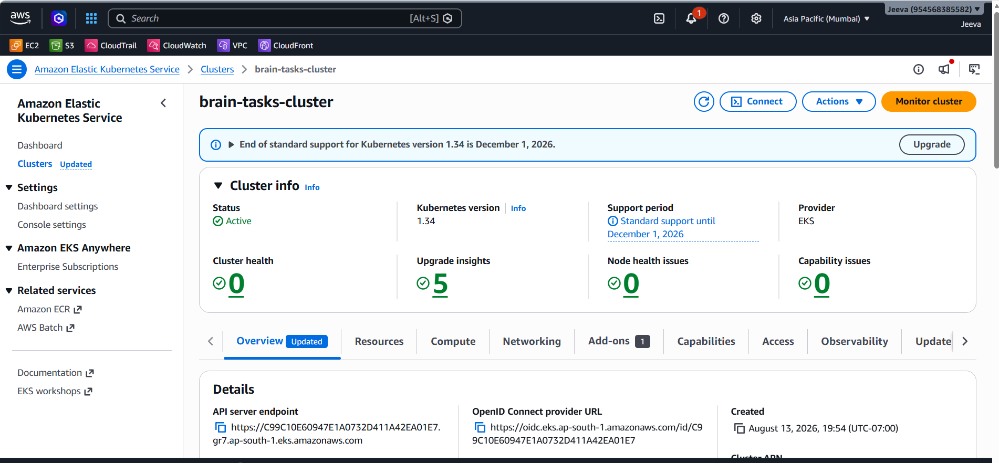 aws
Search
[Alt+S]
1
Asia Pacific (Mumbai)
Jeeva (954568385582)
Jeeva
EC2
S3
CloudTrail
CloudWatch
VPC
CloudFront
Amazon Elastic Kubernetes Service
Clusters
brain-tasks-cluster
Amazon Elastic
Kubernetes Service
Dashboard
Clusters Updated
Settings
Dashboard settings
Console settings
Amazon EKS Anywhere
Enterprise Subscriptions
Related services
Amazon ECR
AWS Batch
Documentation
EKS workshops
brain-tasks-cluster
Connect
Actions
Monitor cluster
End of standard support for Kubernetes version 1.34 is December 1, 2026.
Upgrade
Cluster info Info
Status
Active
Kubernetes version Info
1.34
Support period
Standard support until
December 1, 2026
Provider
EKS
Cluster health
0
Upgrade insights
5
Node health issues
0
Capability issues
0
Overview Updated
Resources
Compute
Networking
Add-ons 1
Capabilities
Access
Observability
Update
Details
API server endpoint
https://C99C10E60947E1A0732D411A42EA01E7.
gr7.ap-south-1.eks.amazonaws.com
OpenID Connect provider URL
https://oidc.eks.ap-south-1.amazonaws.com/id/C9
9C10E60947E1A0732D411A42EA01E7
Created
August 13, 2026, 19:54 (UTC-07:00)
Cluster ARN